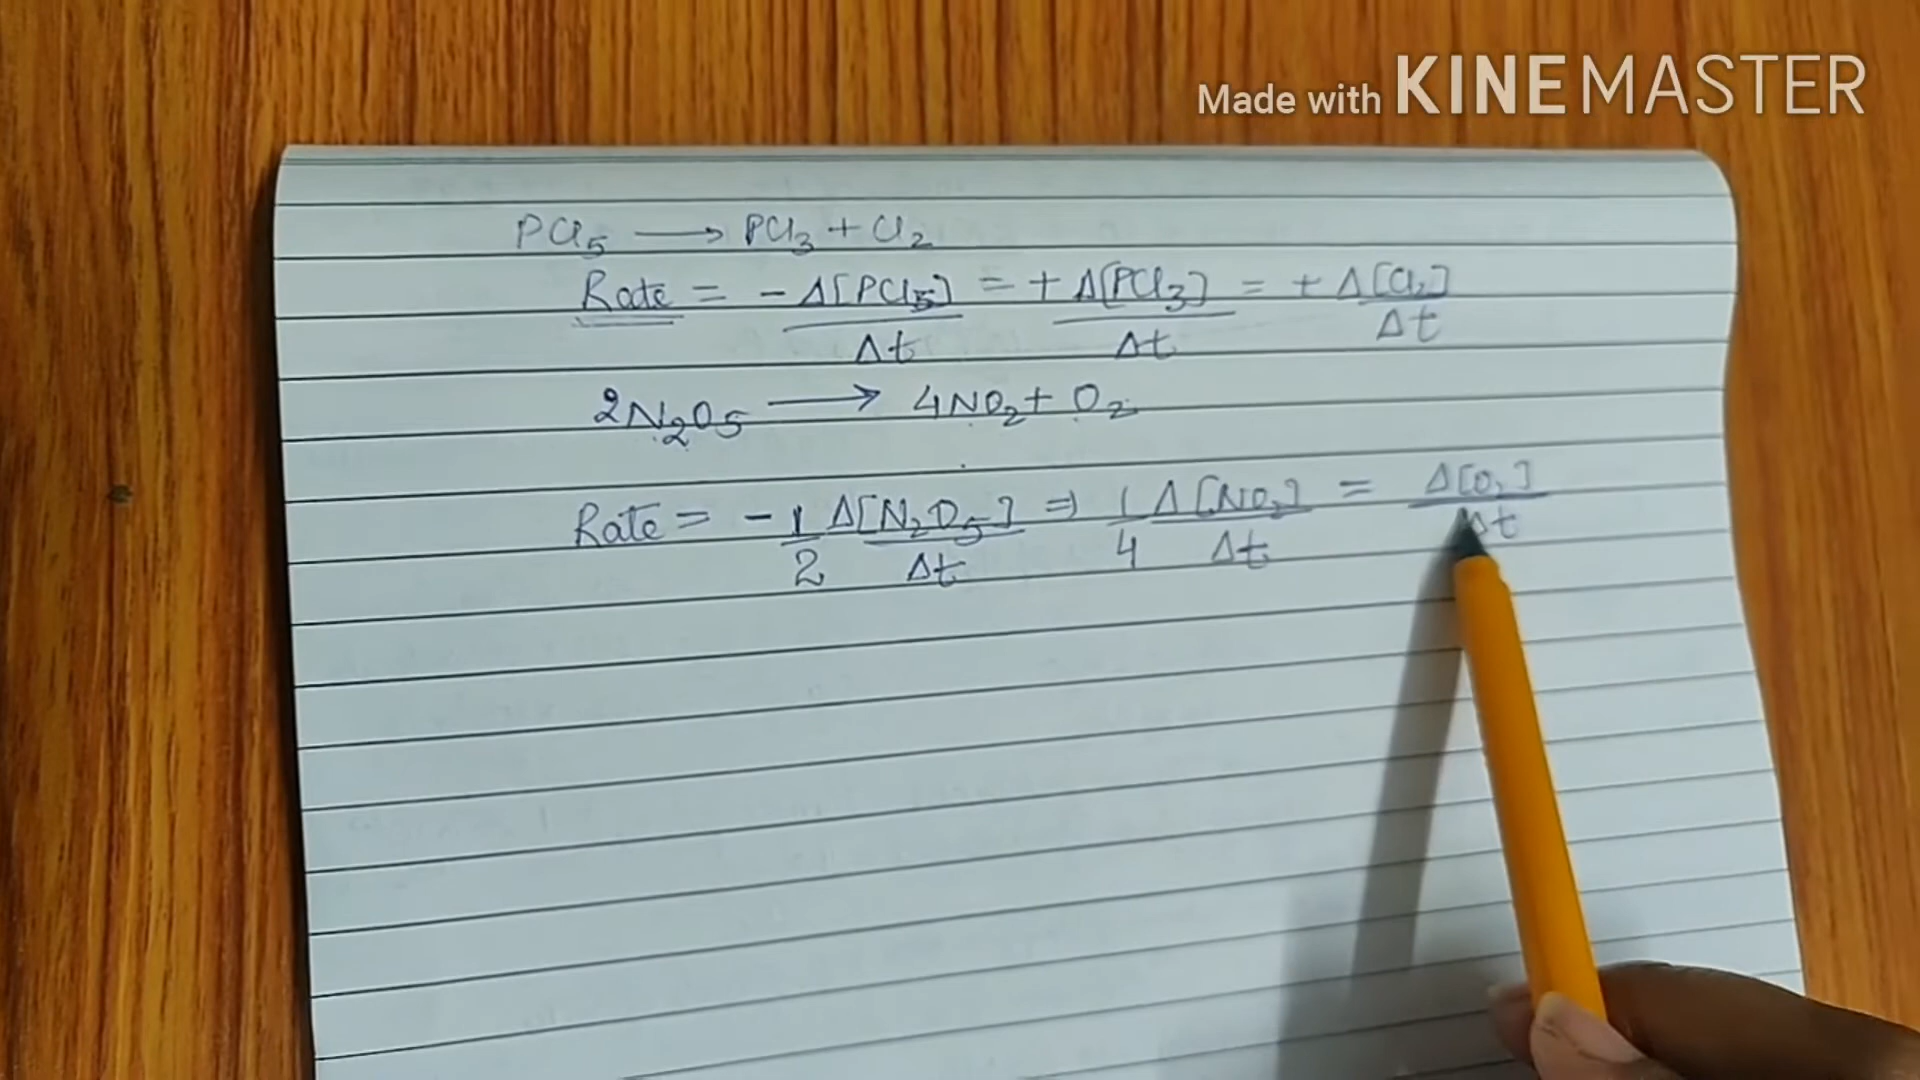 Made with KINEMASTER
PCl5 ⟶ PCl3 + Cl2
Rate = -Δ[PCl5]/Δt = +Δ[PCl3]/Δt = +Δ[Cl2]/Δt
2N2O5 ⟶ 4NO2 + O2
Rate = -1/2 Δ[N2O5]/Δt ⇒ 1/4 Δ[NO2]/Δt = Δ[O2]/Δt